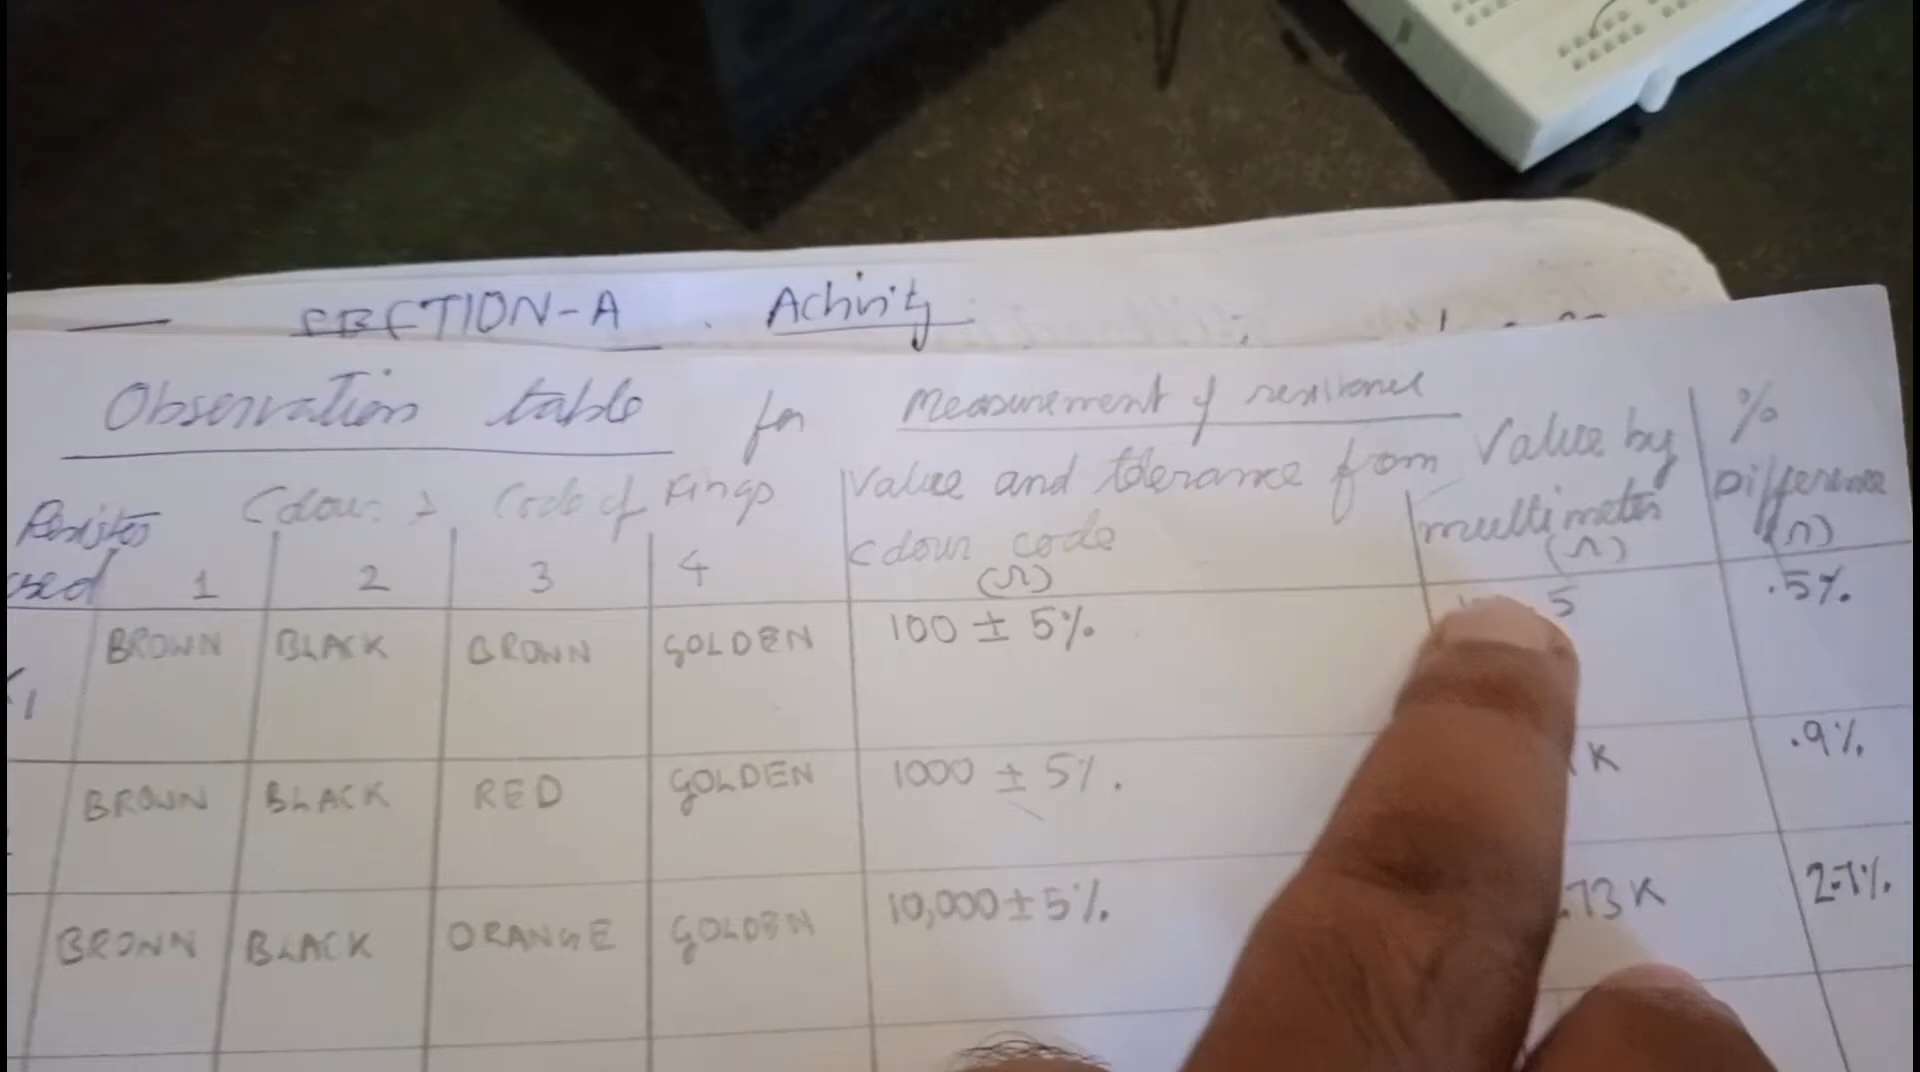 SECTION-A . Activity
Observation table for Measurement of resistance
Resistor used
Colour Code of Rings
1 2 3 4
Value and tolerance from colour code (Ω)
Value by multimeter (Ω)
% Difference (Ω)
BROWN BLACK BROWN GOLDEN 100 ± 5% 5 .5%
BROWN BLACK RED GOLDEN 1000 ± 5%. K .9%
BROWN BLACK ORANGE GOLDEN 10,000 ± 5%. .73K 2.7%